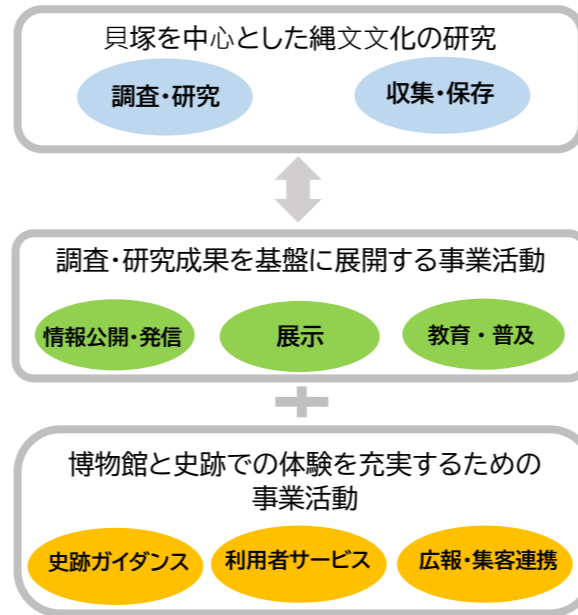 貝塚を中心とした縄文文化の研究
調査・研究
収集・保存
調査・研究成果を基盤に展開する事業活動
情報公開・発信
展示
教育・普及
博物館と史跡での体験を充実するための
事業活動
史跡ガイダンス
利用者サービス
広報・集客連携